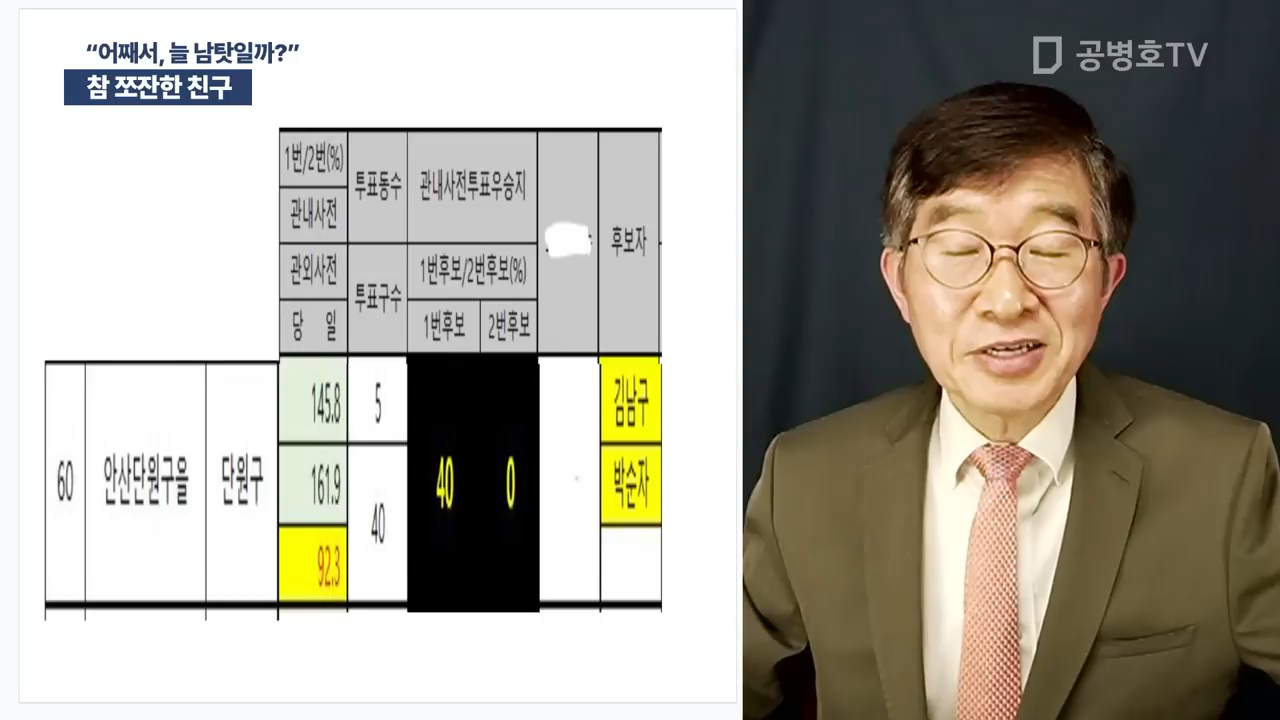 “어째서, 늘 남탓일까?”
참 쪼잔한 친구
공병호TV
1번/2번(%)
관내사전
관외사전
당 일
투표동수
투표구수
관내사전투표우승지
1번후보/2번후보(%)
1번후보 2번후보
후보자
60 안산단원구을 단원구
145.8
161.9
92.3
5
40
40 0
김남구
박순자